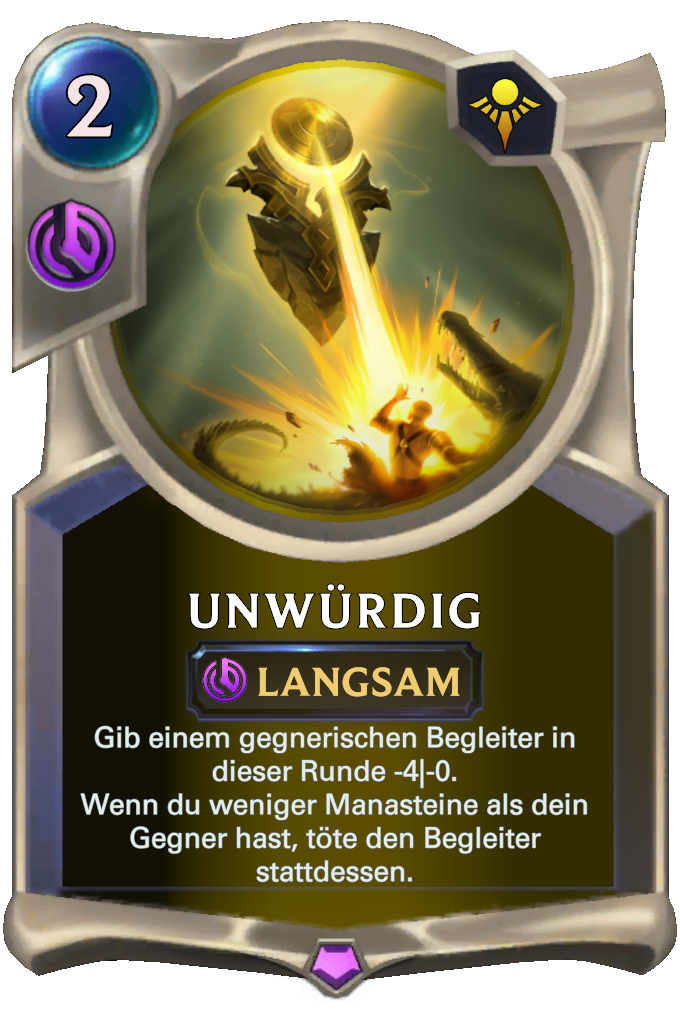 2
UNWÜRDIG
LANGSAM
Gib einem gegnerischen Begleiter in
dieser Runde -4|-0.
Wenn du weniger Manasteine als dein
Gegner hast, töte den Begleiter
stattdessen.